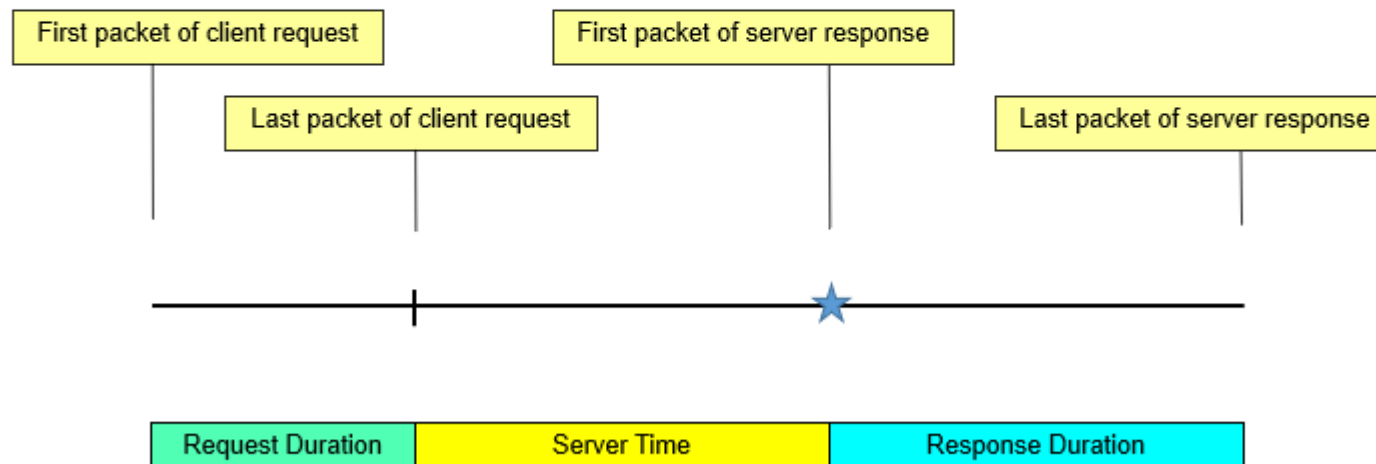 First packet of client request
First packet of server response
Last packet of client request
Last packet of server response
Request Duration
Server Time
Response Duration